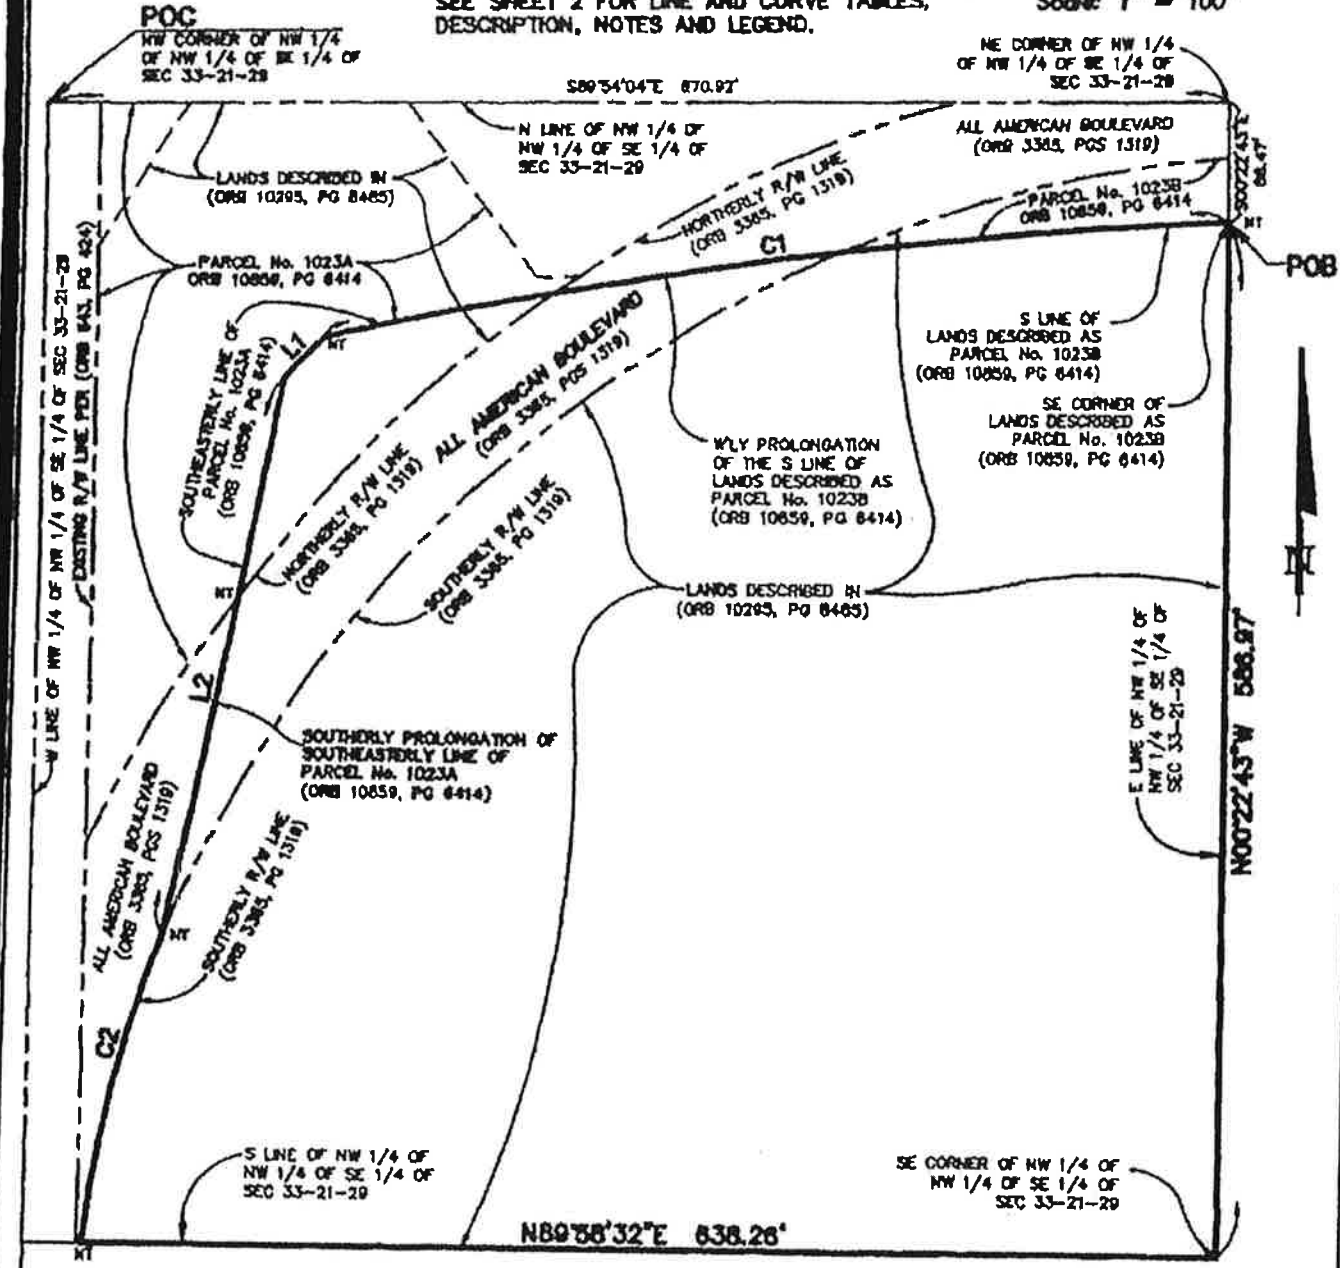 SEE SHEET 2 FOR LINE AND CURVE TABLES,
DESCRIPTION, NOTES AND LEGEND.
Scale: 1" = 100'
POC
NW CORNER OF NW 1/4
OF NW 1/4 OF SE 1/4 OF
SEC 33-21-29
NE CORNER OF NW 1/4
OF NW 1/4 OF SE 1/4 OF
SEC 33-21-29
S89°54'04"E 670.92'
N LINE OF NW 1/4 OF
NW 1/4 OF SE 1/4 OF
SEC 33-21-29
ALL AMERICAN BOULEVARD
(ORB 3365, PGS 1319)
S00°22'43"E
LANDS DESCRIBED IN
(ORB 10295, PG 8465)
NORTHERLY R/W LINE
(ORB 3365, PG 1319)
PARCEL No. 1023B
ORB 10659, PG 6414
C1
NT
POB
PARCEL No. 1023A
ORB 10659, PG 6414
W LINE OF NW 1/4 OF NW 1/4 OF SE 1/4 OF SEC 33-21-29
EXISTING R/W LINE PER (ORB 643, PG 424)
L1
NT
SOUTHEASTERLY LINE OF
PARCEL No. 1023A
(ORB 10659, PG 6414)
ALL AMERICAN BOULEVARD
(ORB 3365, PGS 1319)
S LINE OF
LANDS DESCRIBED AS
PARCEL No. 1023B
(ORB 10659, PG 6414)
SE CORNER OF
LANDS DESCRIBED AS
PARCEL No. 1023B
(ORB 10659, PG 6414)
W'LY PROLONGATION
OF THE S LINE OF
LANDS DESCRIBED AS
PARCEL No. 1023B
(ORB 10659, PG 6414)
NORTHERLY R/W LINE
(ORB 3365, PG 1319)
SOUTHERLY R/W LINE
(ORB 3365, PG 1319)
N
NT
LANDS DESCRIBED IN
(ORB 10295, PG 8465)
E LINE OF NW 1/4 OF
NW 1/4 OF SE 1/4 OF
SEC 33-21-29
N00°22'43"W 586.97'
L2
SOUTHERLY PROLONGATION OF
SOUTHEASTERLY LINE OF
PARCEL No. 1023A
(ORB 10659, PG 6414)
ALL AMERICAN BOULEVARD
(ORB 3365, PGS 1319)
SOUTHERLY R/W LINE
(ORB 3365, PG 1319)
NT
C2
S LINE OF NW 1/4 OF
NW 1/4 OF SE 1/4 OF
SEC 33-21-29
SE CORNER OF NW 1/4 OF
NW 1/4 OF SE 1/4 OF
SEC 33-21-29
N89°58'32"E 638.26'
NT